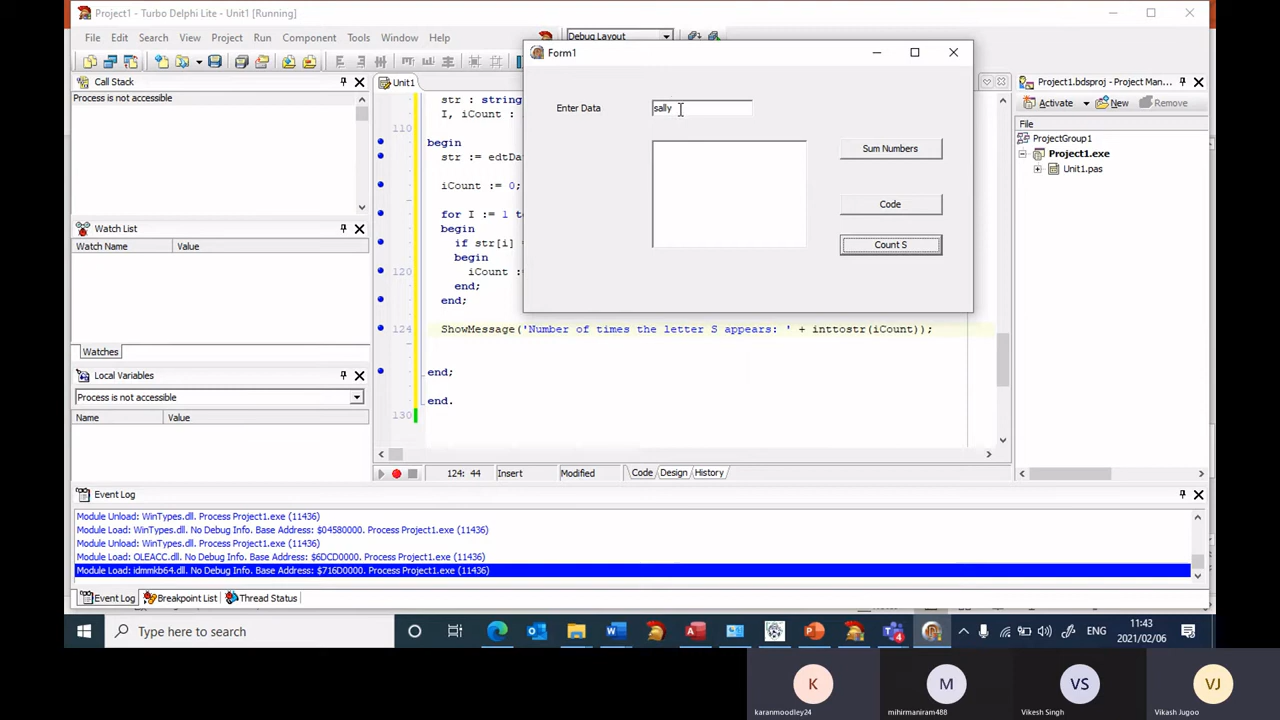 Project1 - Turbo Delphi Lite - Unit1 [Running]
File Edit Search View Project Run Component Tools Window Help
Debug Layout
Form1
Enter Data
sally
Sum Numbers
Code
Count S
Call Stack
Process is not accessible
Watch List
Watch Name Value
Watches
Local Variables
Process is not accessible
Name Value
Unit1
str : string
I, iCount :
110
begin
str := edtDa
iCount := 0;
for I := 1 t
begin
if str[i] =
begin
120 iCount :
end;
end;
124 ShowMessage('Number of times the letter S appears: ' + inttostr(iCount));
end;
end.
130
124: 44 Insert Modified Code Design History
Project1.bdsproj - Project Man...
Activate New Remove
File
ProjectGroup1
Project1.exe
Unit1.pas
Event Log
Module Unload: WinTypes.dll. Process Project1.exe (11436)
Module Load: WinTypes.dll. No Debug Info. Base Address: $04580000. Process Project1.exe (11436)
Module Unload: WinTypes.dll. Process Project1.exe (11436)
Module Load: OLEACC.dll. No Debug Info. Base Address: $6DCD0000. Process Project1.exe (11436)
Module Load: idmmkb64.dll. No Debug Info. Base Address: $716D0000. Process Project1.exe (11436)
Event Log Breakpoint List Thread Status
Type here to search
ENG
11:43
2021/02/06
K M VS VJ
karanmoodley24 mihirmaniram488 Vikesh Singh Vikash Jugoo